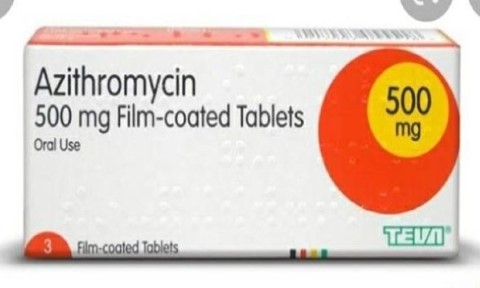 Azithromycin
500 mg Film-coated Tablets
Oral Use
500
mg
3 Film-coated Tablets
TEVA